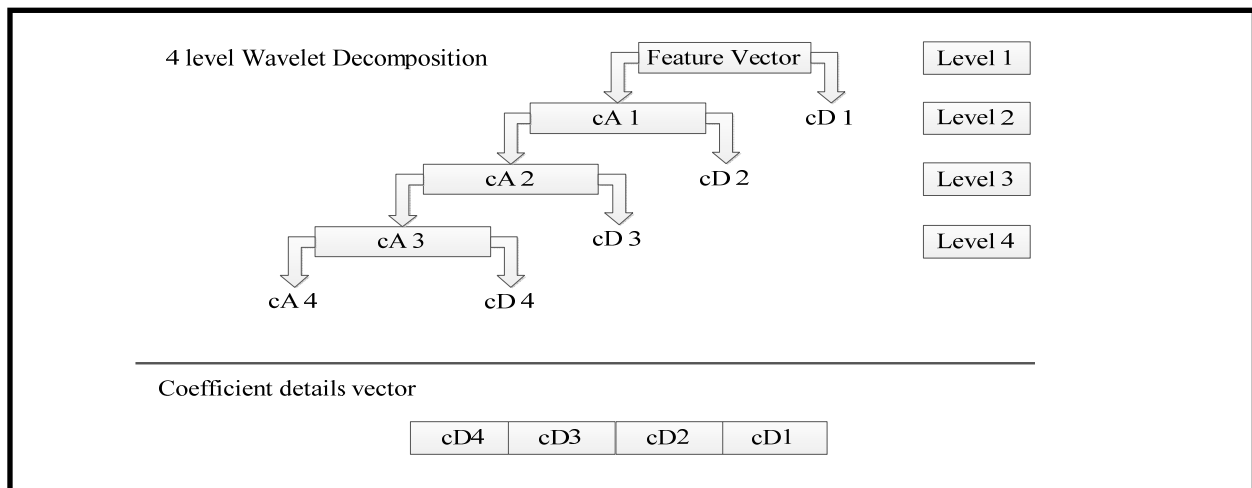 4 level Wavelet Decomposition
Feature Vector
Level 1
cA 1
cD 1
Level 2
cA 2
cD 2
Level 3
cA 3
cD 3
Level 4
cA 4
cD 4
Coefficient details vector
cD4 cD3 cD2 cD1